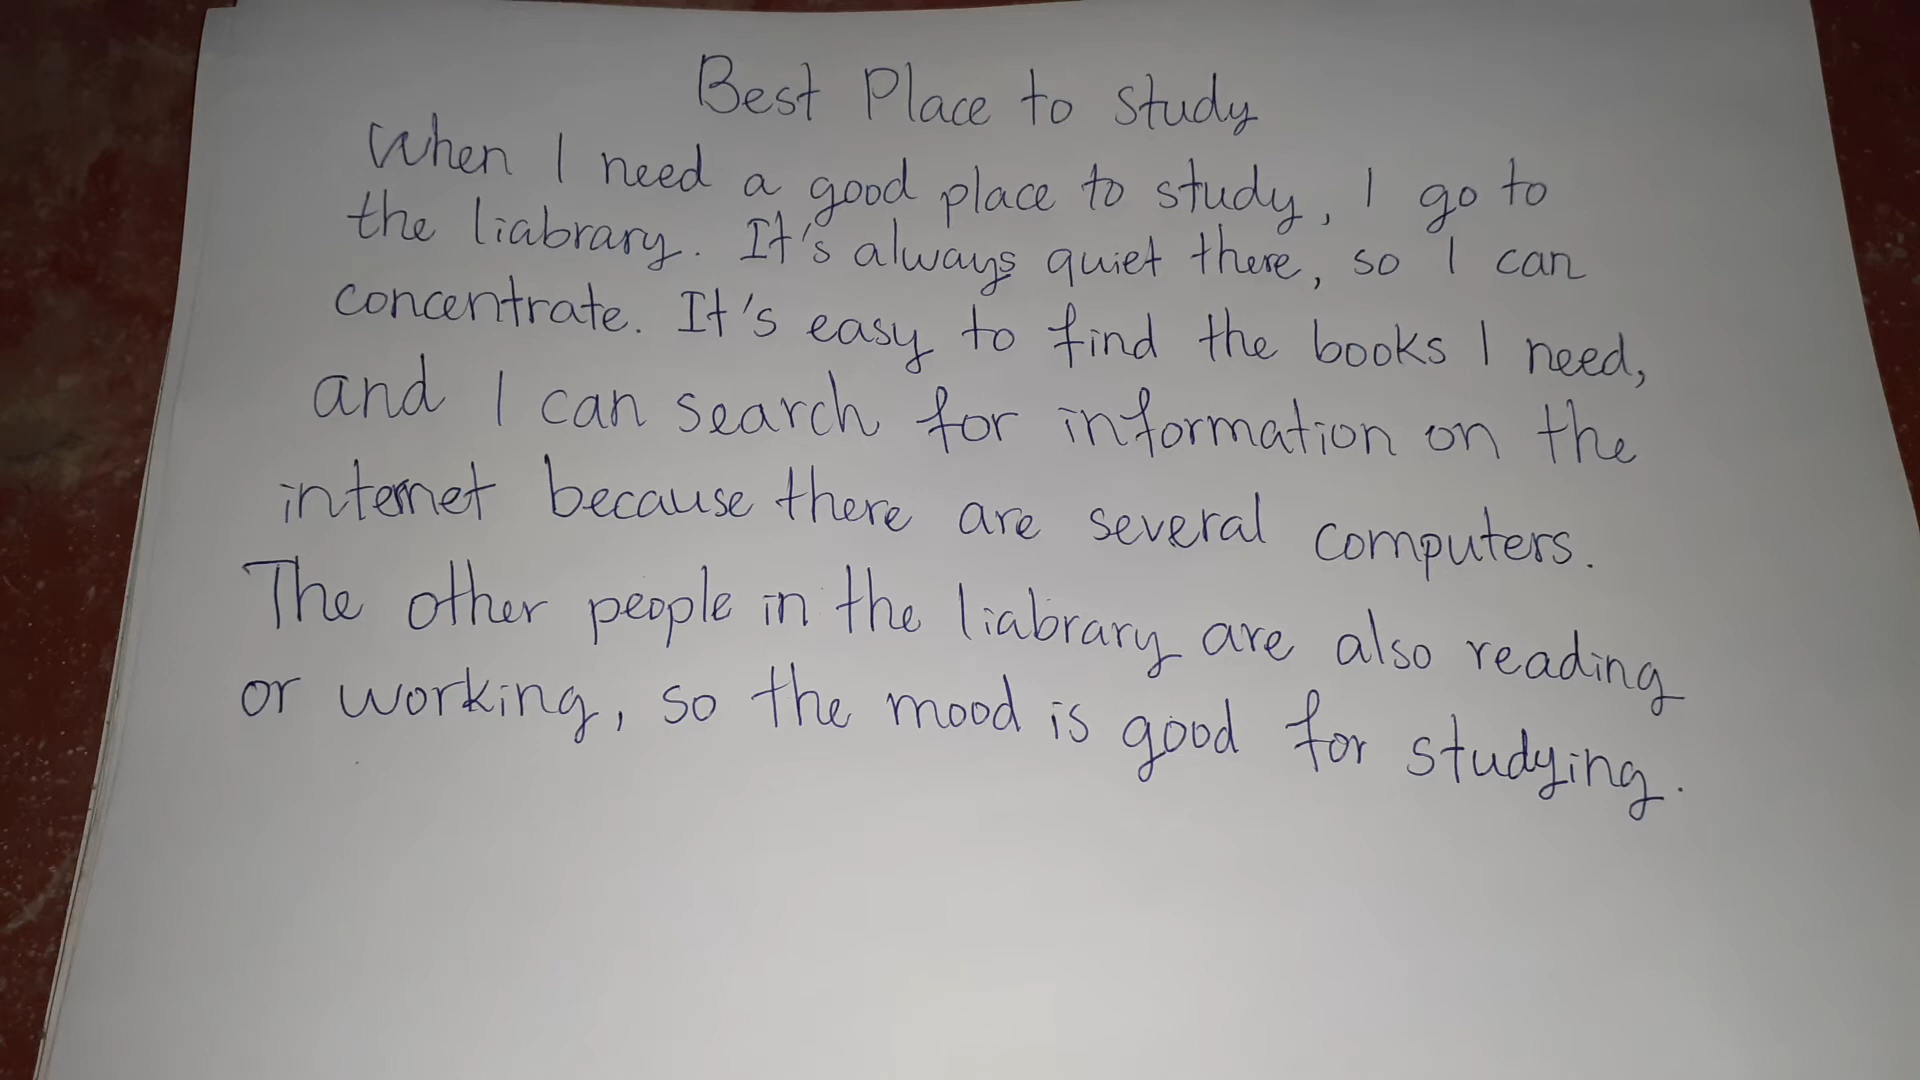 Best Place to study
When I need a good place to study, I go to
the liabrary. It's always quiet there, so I can
concentrate. It's easy to find the books I need,
and I can search for information on the
internet because there are several computers.
The other people in the liabrary are also reading
or working, so the mood is good for studying.